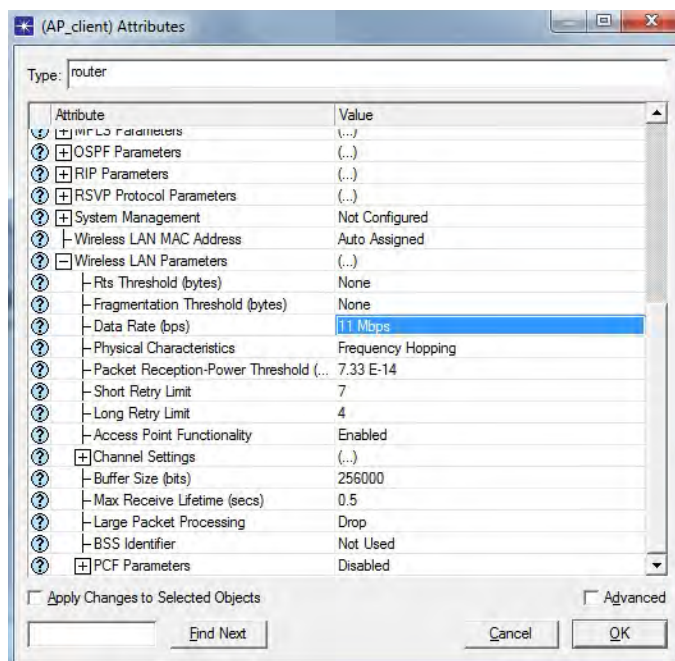 (AP_client) Attributes
Type: router
Attribute Value
MPLS Parameters (...)
OSPF Parameters (...)
RIP Parameters (...)
RSVP Protocol Parameters (...)
System Management Not Configured
Wireless LAN MAC Address Auto Assigned
Wireless LAN Parameters (...)
Rts Threshold (bytes) None
Fragmentation Threshold (bytes) None
Data Rate (bps) 11 Mbps
Physical Characteristics Frequency Hopping
Packet Reception-Power Threshold (... 7.33 E-14
Short Retry Limit 7
Long Retry Limit 4
Access Point Functionality Enabled
Channel Settings (...)
Buffer Size (bits) 256000
Max Receive Lifetime (secs) 0.5
Large Packet Processing Drop
BSS Identifier Not Used
PCF Parameters Disabled
Apply Changes to Selected Objects Advanced
Find Next Cancel OK